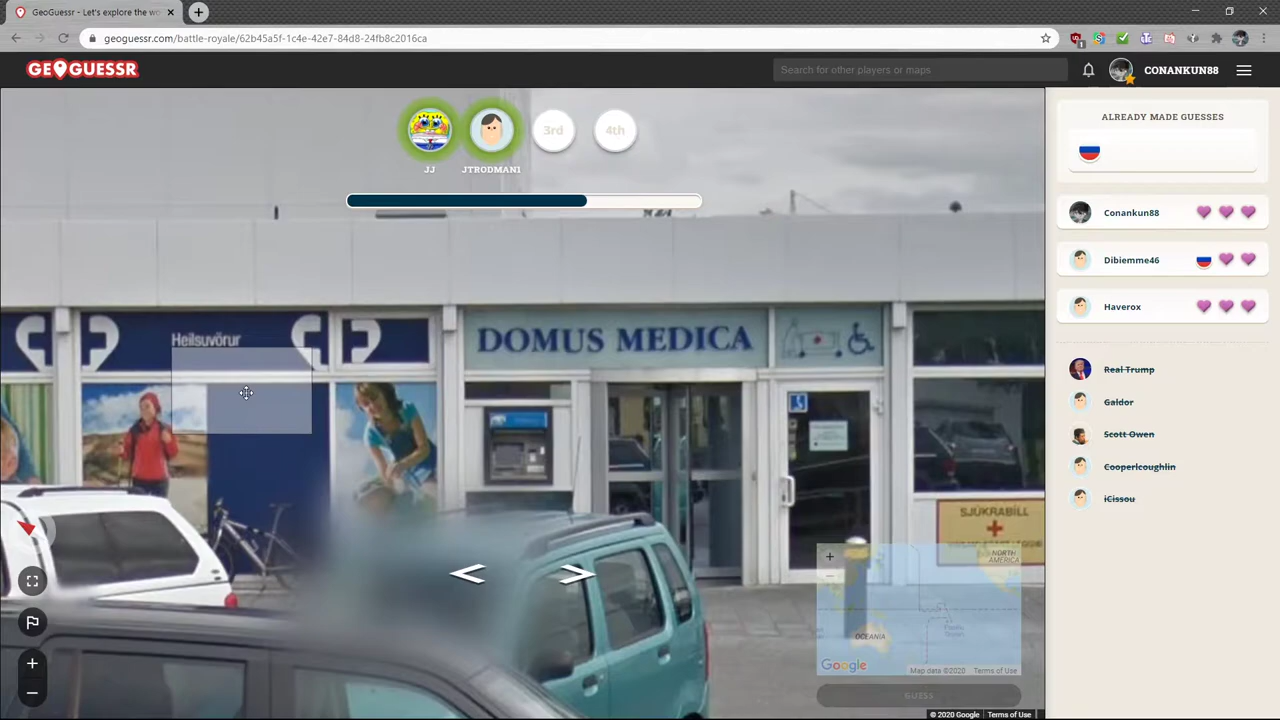 GeoGuessr - Let's explore the wo
geoguessr.com/battle-royale/62b45a5f-1c4e-42e7-84d8-24fb8c2016ca
1
GEOGUESSR
Search for other players or maps
CONANKUN88
3rd
4th
JJ
JTRODMAN1
ALREADY MADE GUESSES
Conankun88
Dibiemme46
Haverox
Real Trump
Galdor
Scott Owen
Cooperlcoughlin
iCissou
Heilsuvörur
DOMUS MEDICA
SJÚKRABÍLL
+
−
NORTH
AMERICA
OCEANIA
Google
Map data ©2020
Terms of Use
GUESS
+
−
© 2020 Google
Terms of Use